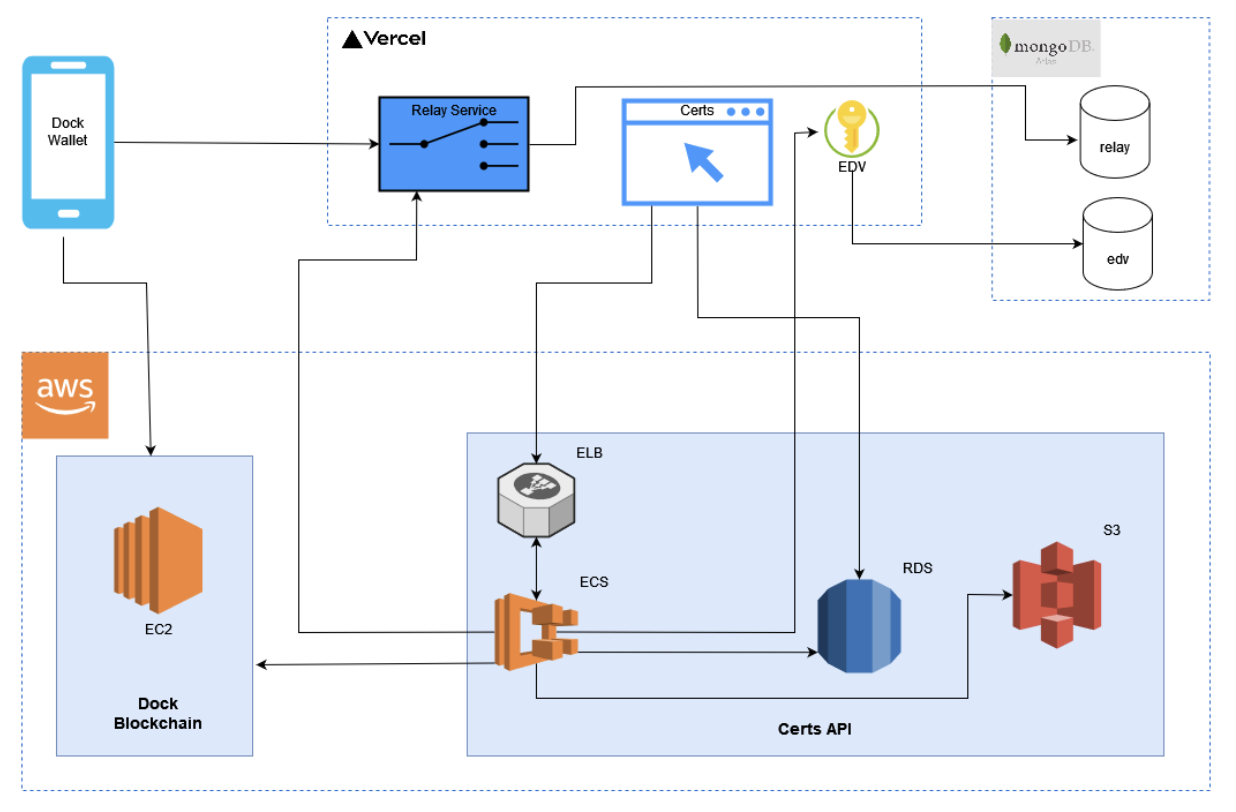 Vercel
mongoDB.
Atlas
Dock
Wallet
Relay Service
Certs
EDV
relay
edv
aws
ELB
ECS
RDS
S3
EC2
Dock
Blockchain
Certs API